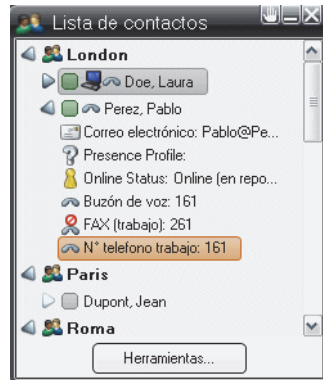 Lista de contactos
London
Doe, Laura
Perez, Pablo
Correo electrónico: Pablo@Pe...
Presence Profile:
Online Status: Online (en repo...
Buzón de voz: 161
FAX (trabajo): 261
N° telefono trabajo: 161
Paris
Dupont, Jean
Roma
Herramientas...